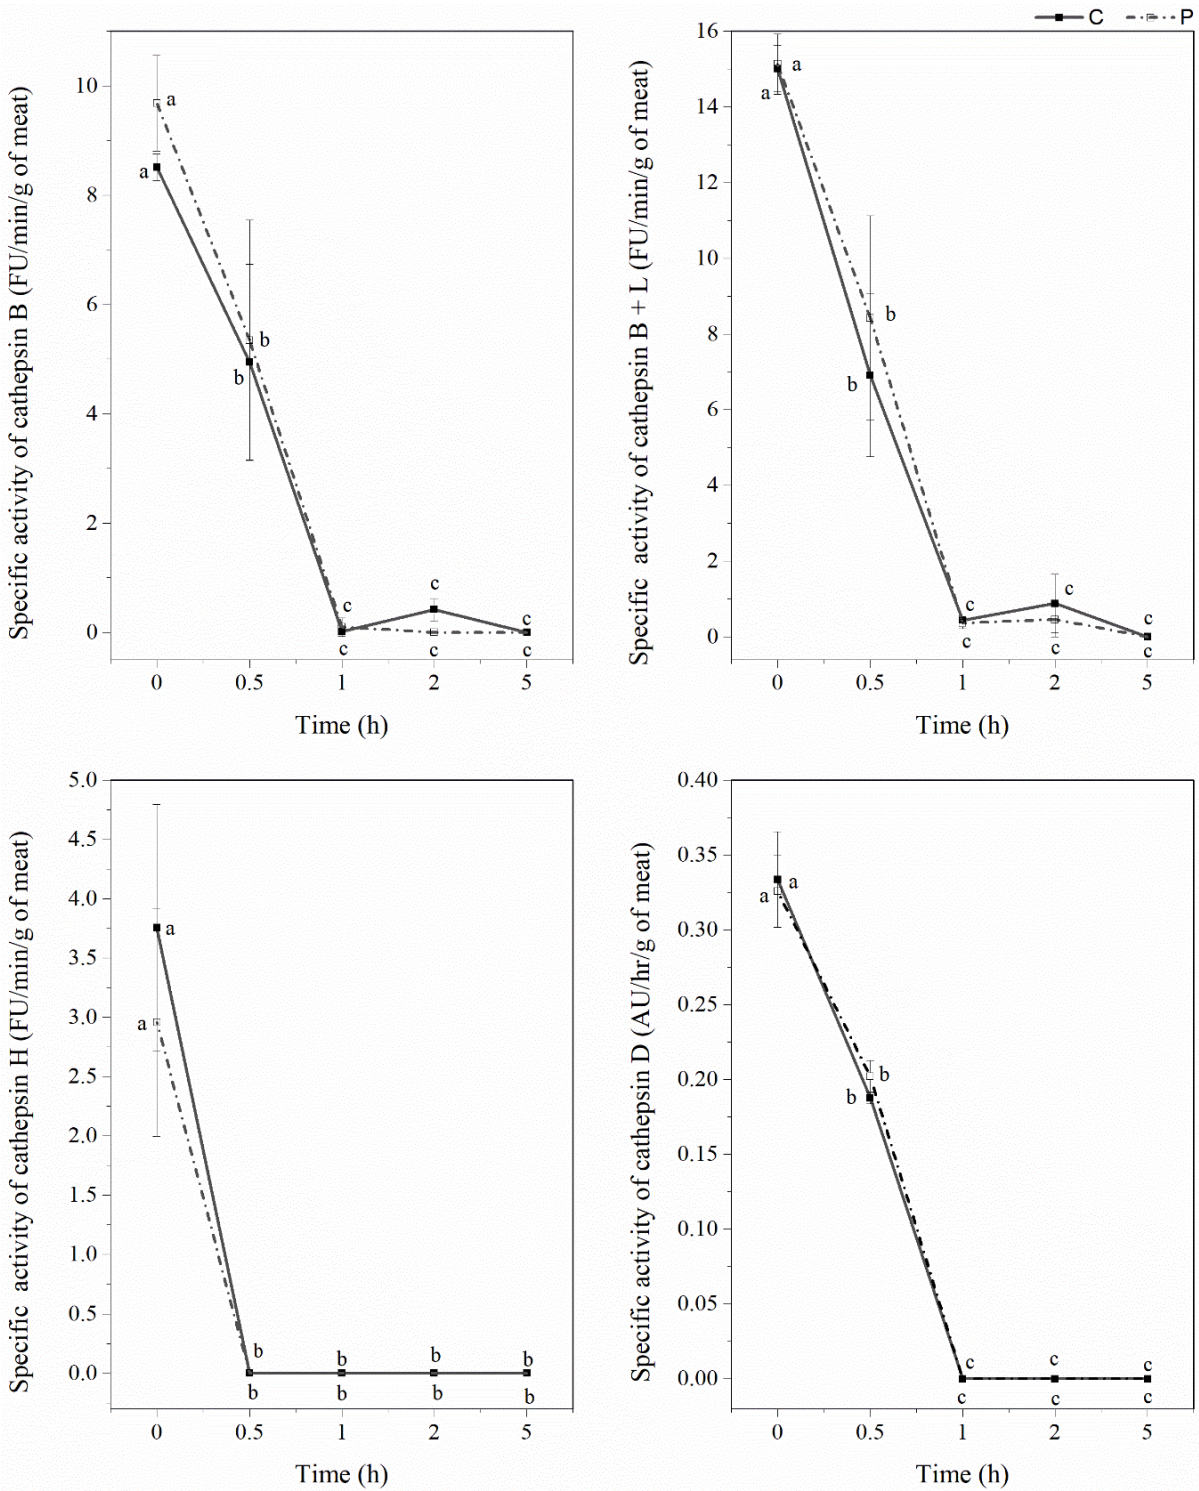 C P
Specific activity of cathepsin B (FU/min/g of meat)
10
8
6
4
2
0
a
a
b
b
c
c
c
c
c
c
0 0.5 1 2 5
Time (h)
Specific activity of cathepsin B + L (FU/min/g of meat)
16
14
12
10
8
6
4
2
0
a
a
b
b
c
c
c
c
c
c
0 0.5 1 2 5
Time (h)
Specific activity of cathepsin H (FU/min/g of meat)
5.0
4.5
4.0
3.5
3.0
2.5
2.0
1.5
1.0
0.5
0.0
a
a
b b b b
b b b b
0 0.5 1 2 5
Time (h)
Specific activity of cathepsin D (AU/hr/g of meat)
0.40
0.35
0.30
0.25
0.20
0.15
0.10
0.05
0.00
a a
b b
c c c
c c c
0 0.5 1 2 5
Time (h)